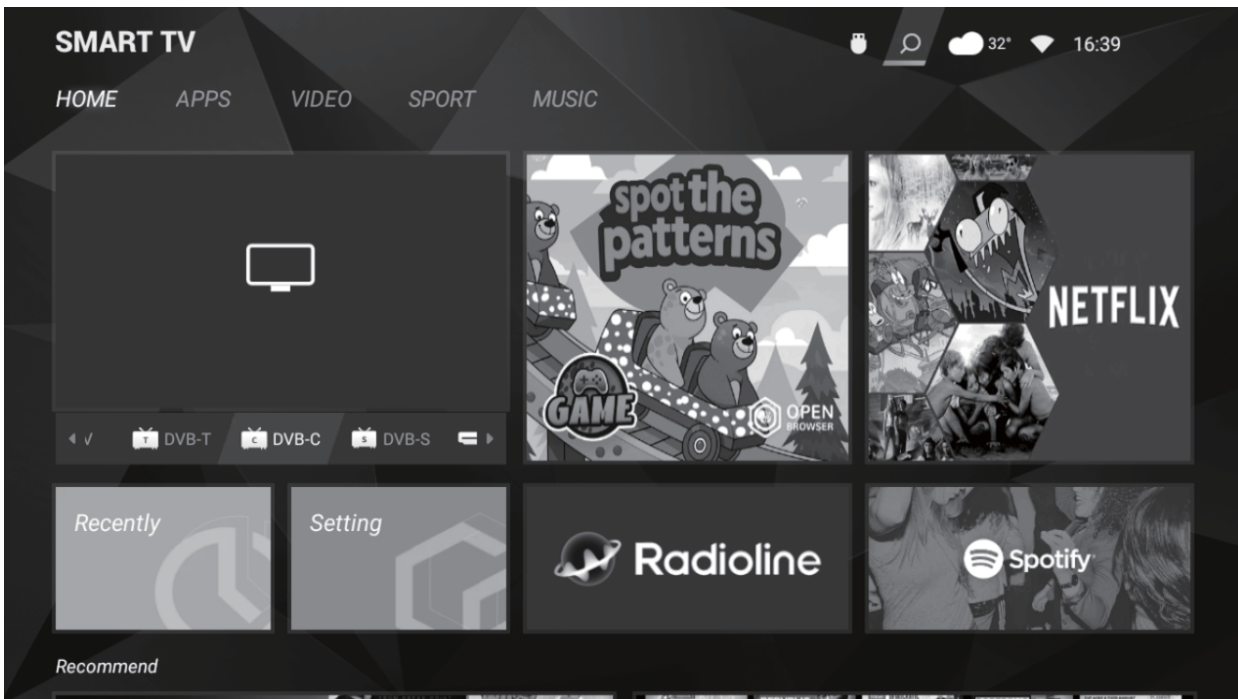 SMART TV
32° 16:39
HOME APPS VIDEO SPORT MUSIC
spot the
patterns
GAME
OPEN
BROWSER
NETFLIX
T DVB-T C DVB-C S DVB-S
Recently
Setting
Radioline
Spotify
Recommend